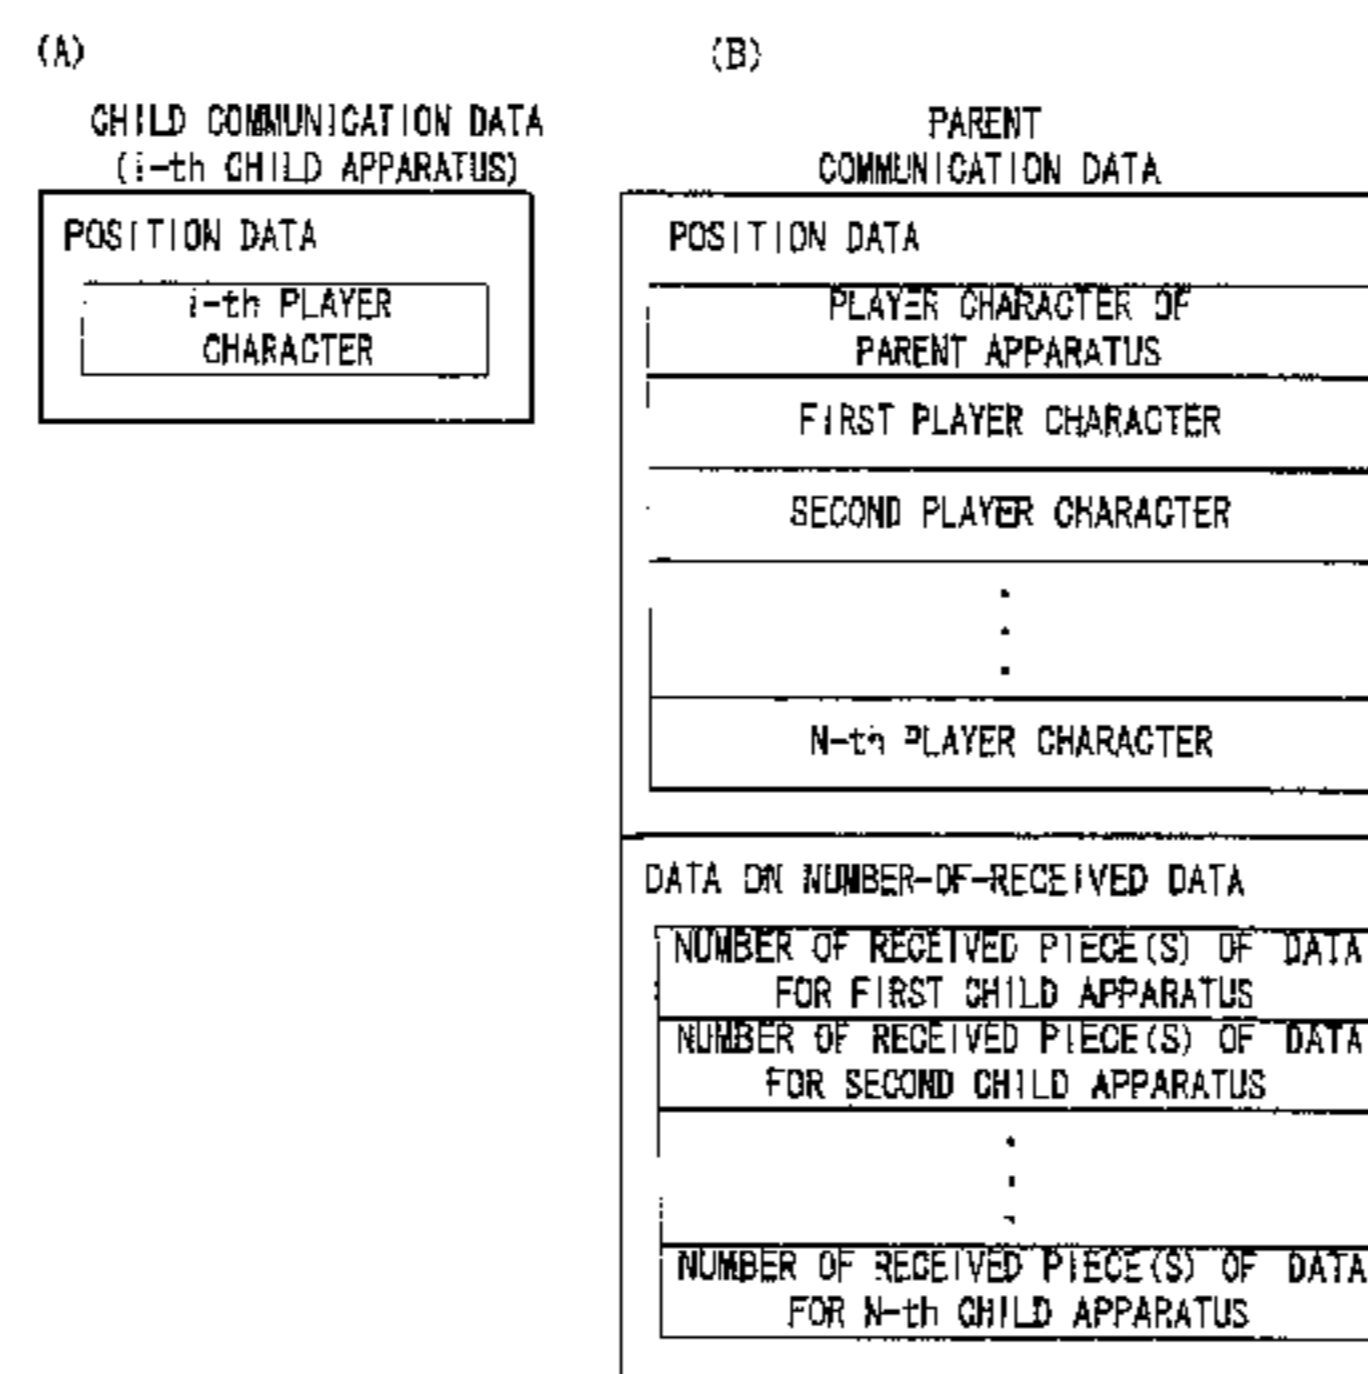 (A)
CHILD COMMUNICATION DATA
(i-th CHILD APPARATUS)
POSITION DATA
i-th PLAYER
CHARACTER
(B)
PARENT
COMMUNICATION DATA
POSITION DATA
PLAYER CHARACTER OF
PARENT APPARATUS
FIRST PLAYER CHARACTER
SECOND PLAYER CHARACTER
N-th PLAYER CHARACTER
DATA ON NUMBER-OF-RECEIVED DATA
NUMBER OF RECEIVED PIECE(S) OF DATA
FOR FIRST CHILD APPARATUS
NUMBER OF RECEIVED PIECE(S) OF DATA
FOR SECOND CHILD APPARATUS
NUMBER OF RECEIVED PIECE(S) OF DATA
FOR N-th CHILD APPARATUS